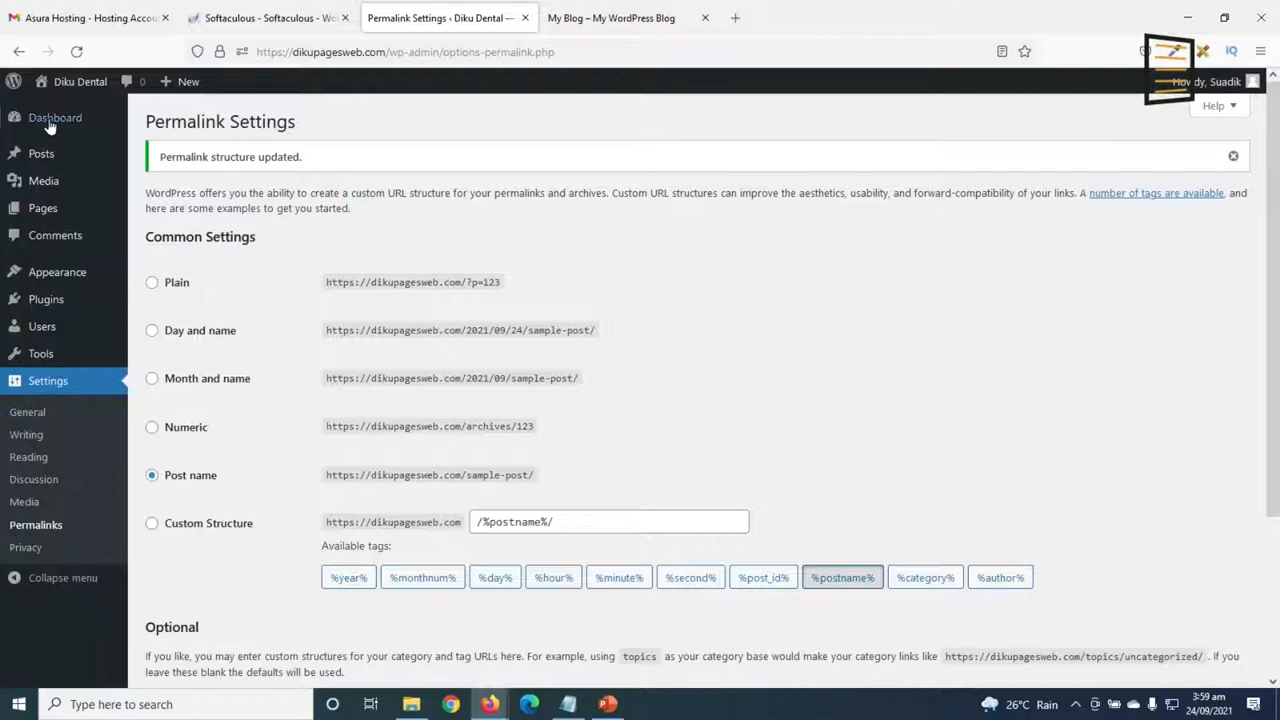 Asura Hosting - Hosting Accou
Softaculous - Softaculous - Wo
Permalink Settings ‹ Diku Dental —
My Blog – My WordPress Blog
https://dikupagesweb.com/wp-admin/options-permalink.php
IQ
Diku Dental
0
New
Howdy, Suadik
Dashboard
Posts
Media
Pages
Comments
Appearance
Plugins
Users
Tools
Settings
General
Writing
Reading
Discussion
Media
Permalinks
Privacy
Collapse menu
Help
Permalink Settings
Permalink structure updated.
WordPress offers you the ability to create a custom URL structure for your permalinks and archives. Custom URL structures can improve the aesthetics, usability, and forward-compatibility of your links. A number of tags are available, and
here are some examples to get you started.
Common Settings
Plain https://dikupagesweb.com/?p=123
Day and name https://dikupagesweb.com/2021/09/24/sample-post/
Month and name https://dikupagesweb.com/2021/09/sample-post/
Numeric https://dikupagesweb.com/archives/123
Post name https://dikupagesweb.com/sample-post/
Custom Structure https://dikupagesweb.com /%postname%/
Available tags:
%year% %monthnum% %day% %hour% %minute% %second% %post_id% %postname% %category% %author%
Optional
If you like, you may enter custom structures for your category and tag URLs here. For example, using topics as your category base would make your category links like https://dikupagesweb.com/topics/uncategorized/ . If you
leave these blank the defaults will be used.
Type here to search
26°C Rain
3:59 am
24/09/2021